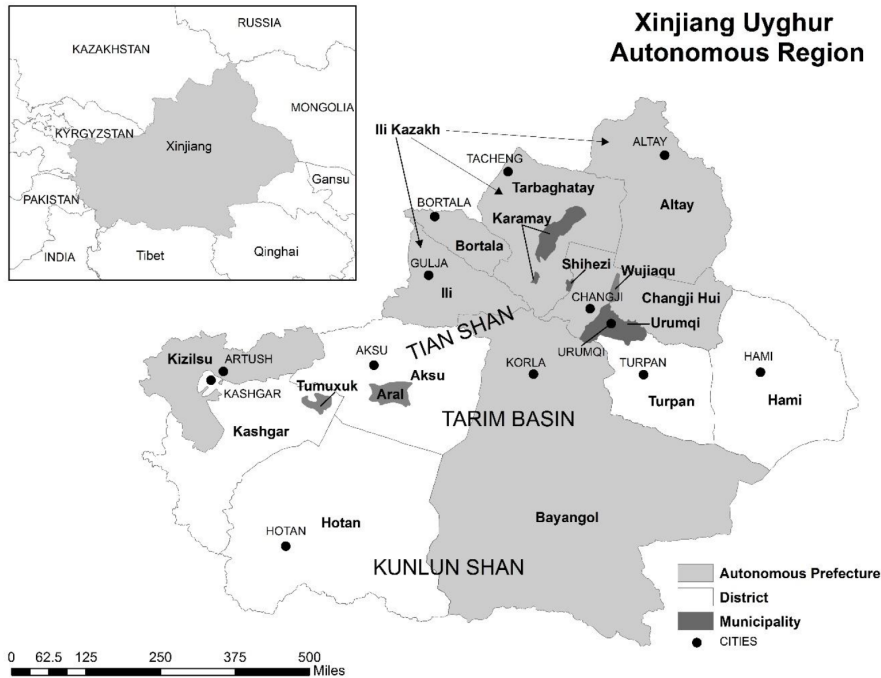 Xinjiang Uyghur
Autonomous Region
RUSSIA
KAZAKHSTAN
MONGOLIA
KYRGYZSTAN
Xinjiang
Gansu
PAKISTAN
INDIA
Tibet
Qinghai
Ili Kazakh
ALTAY
TACHENG
Tarbaghatay
Altay
BORTALA
Karamay
Bortala
Shihezi
Wujiaqu
GULJA
Ili
CHANGJI
Changji Hui
Urumqi
TIAN SHAN
URUMQI
Kizilsu
ARTUSH
AKSU
KORLA
TURPAN
HAMI
Aksu
KASHGAR
Tumuxuk
Aral
Turpan
Hami
Kashgar
TARIM BASIN
Hotan
Bayangol
HOTAN
KUNLUN SHAN
Autonomous Prefecture
District
Municipality
CITIES
0 62.5 125 250 375 500
Miles